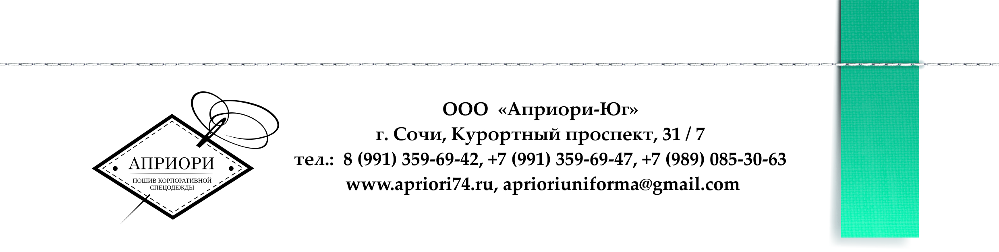 ООО «Априори-Юг»
г. Сочи, Курортный проспект, 31 / 7
тел.: 8 (991) 359-69-42, +7 (991) 359-69-47, +7 (989) 085-30-63
www.apriori74.ru, aprioriuniforma@gmail.com
АПРИОРИ
ПОШИВ КОРПОРАТИВНОЙ
СПЕЦОДЕЖДЫ